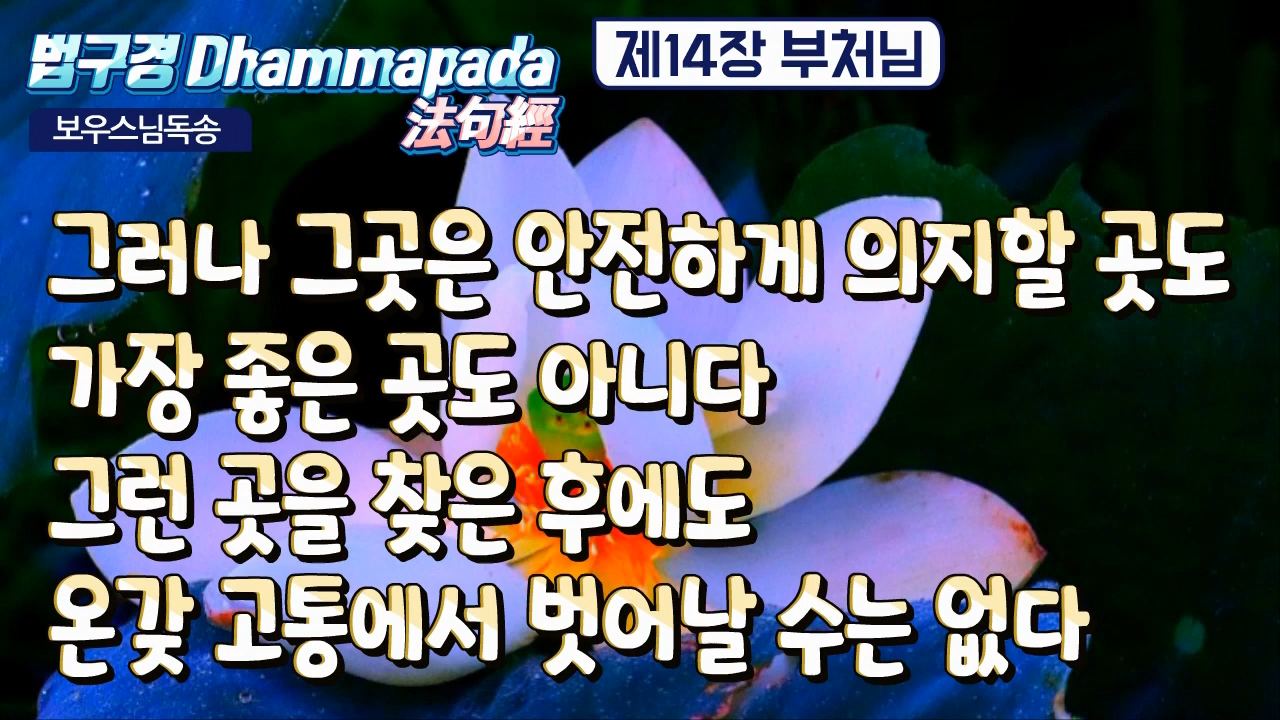 법구경 Dhammapada
法句經
보우스님독송
제14장 부처님
그러나 그곳은 안전하게 의지할 곳도
가장 좋은 곳도 아니다
그런 곳을 찾은 후에도
온갖 고통에서 벗어날 수는 없다